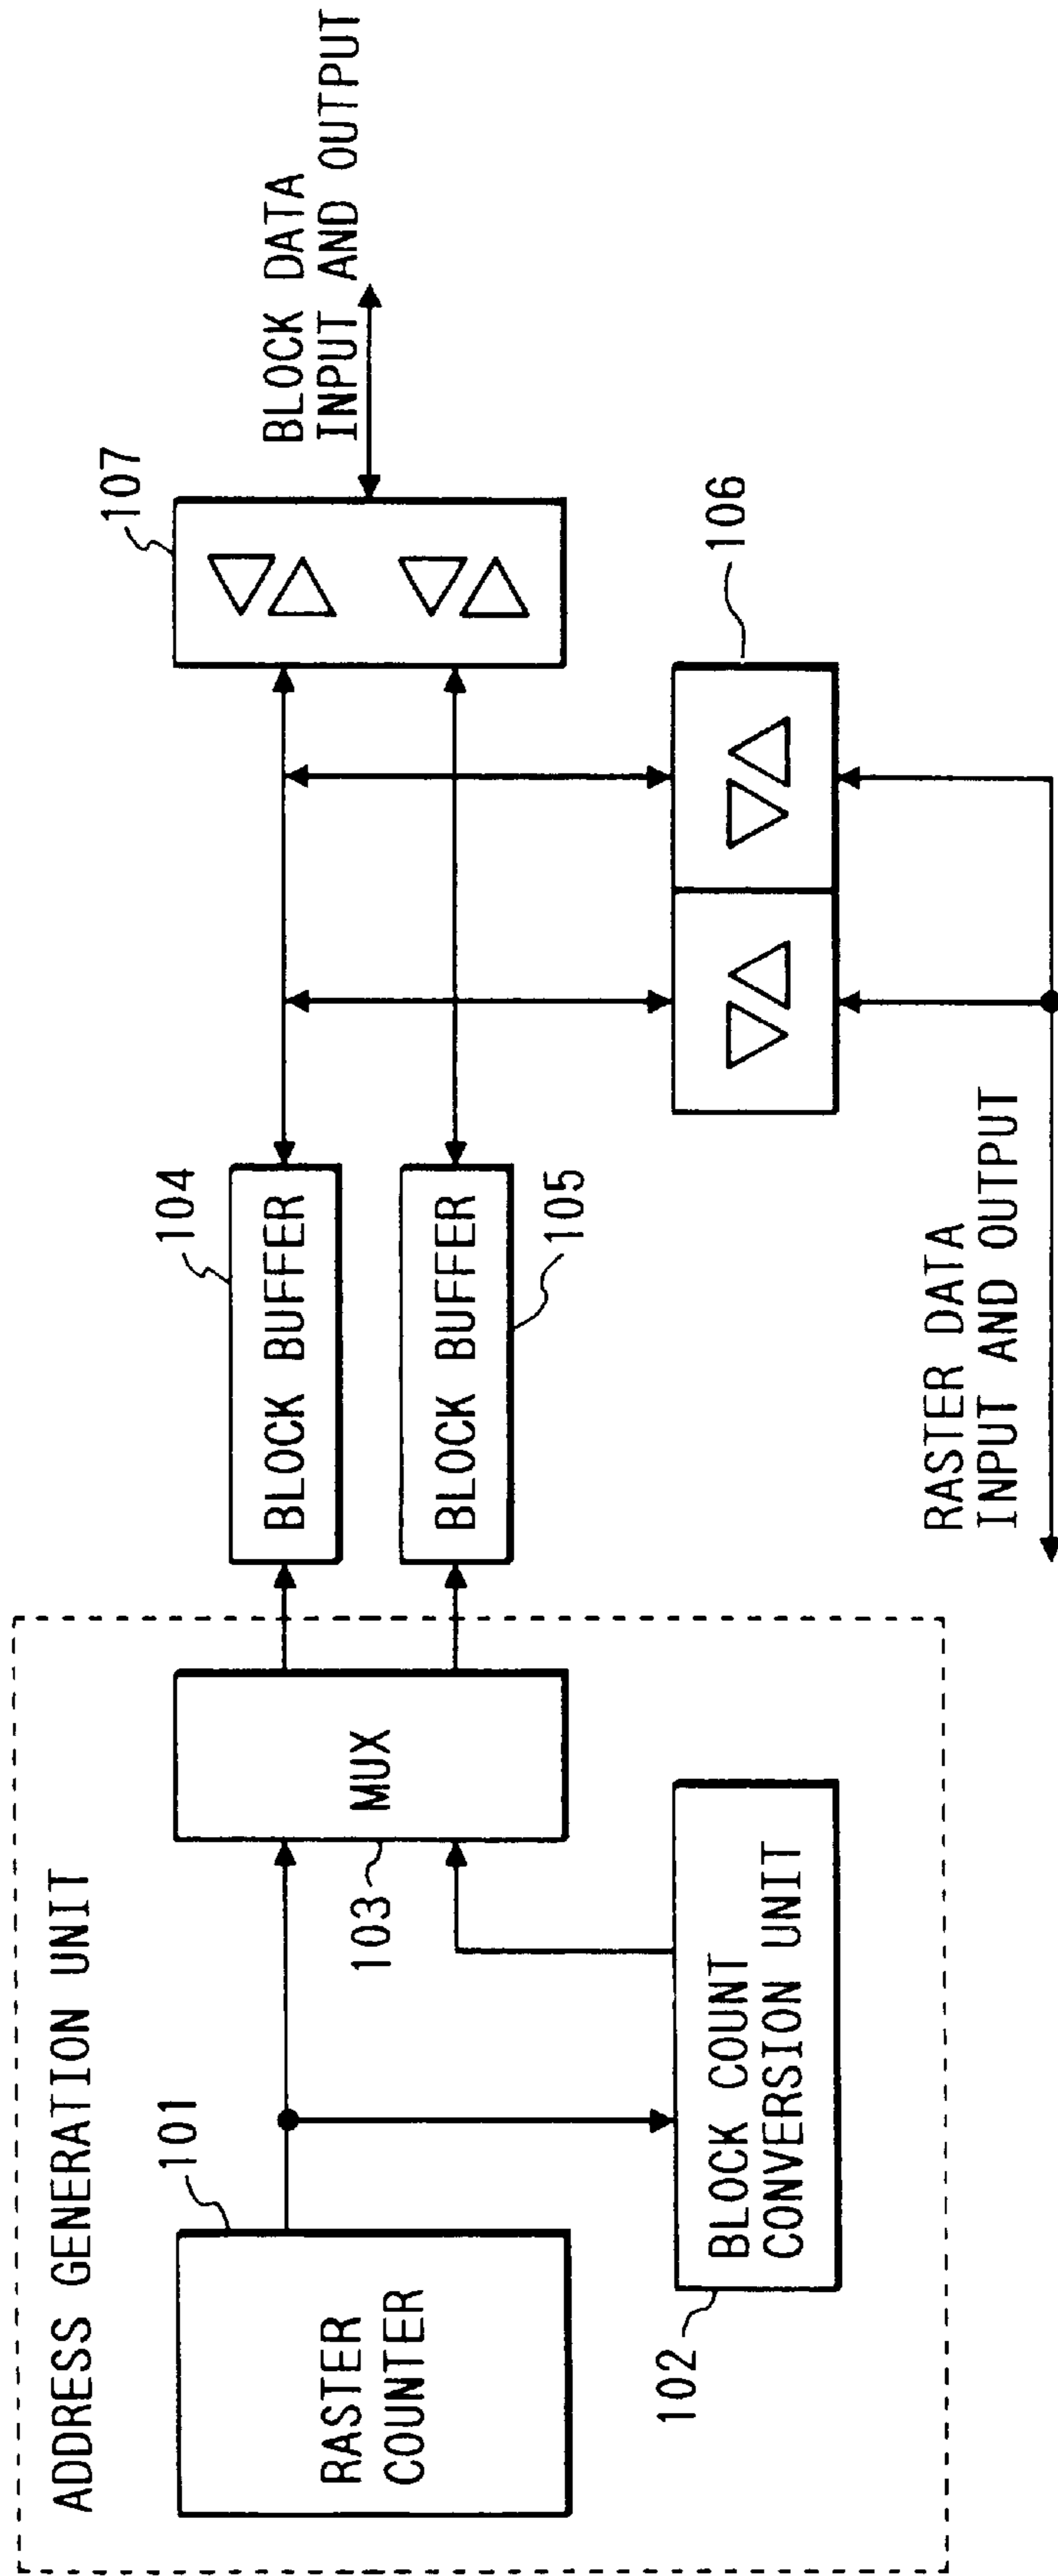 ADDRESS GENERATION UNIT
101
RASTER
COUNTER
102
BLOCK COUNT
CONVERSION UNIT
103
MUX
104
BLOCK BUFFER
BLOCK BUFFER
105
107
BLOCK DATA
INPUT AND OUTPUT
106
RASTER DATA
INPUT AND OUTPUT